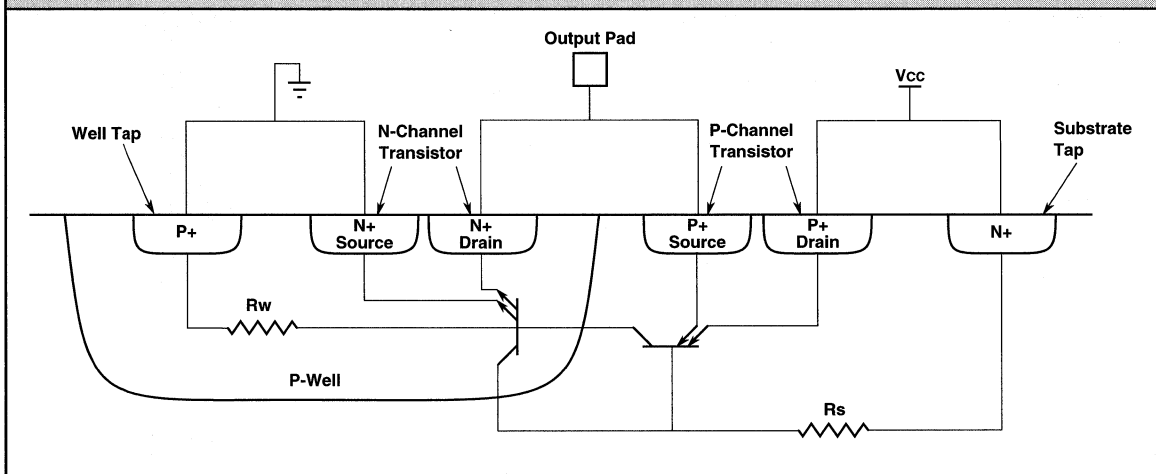 Output Pad
Vcc
Well Tap
N-Channel
Transistor
P-Channel
Transistor
Substrate
Tap
P+
N+
Source
N+
Drain
P+
Source
P+
Drain
N+
Rw
P-Well
Rs